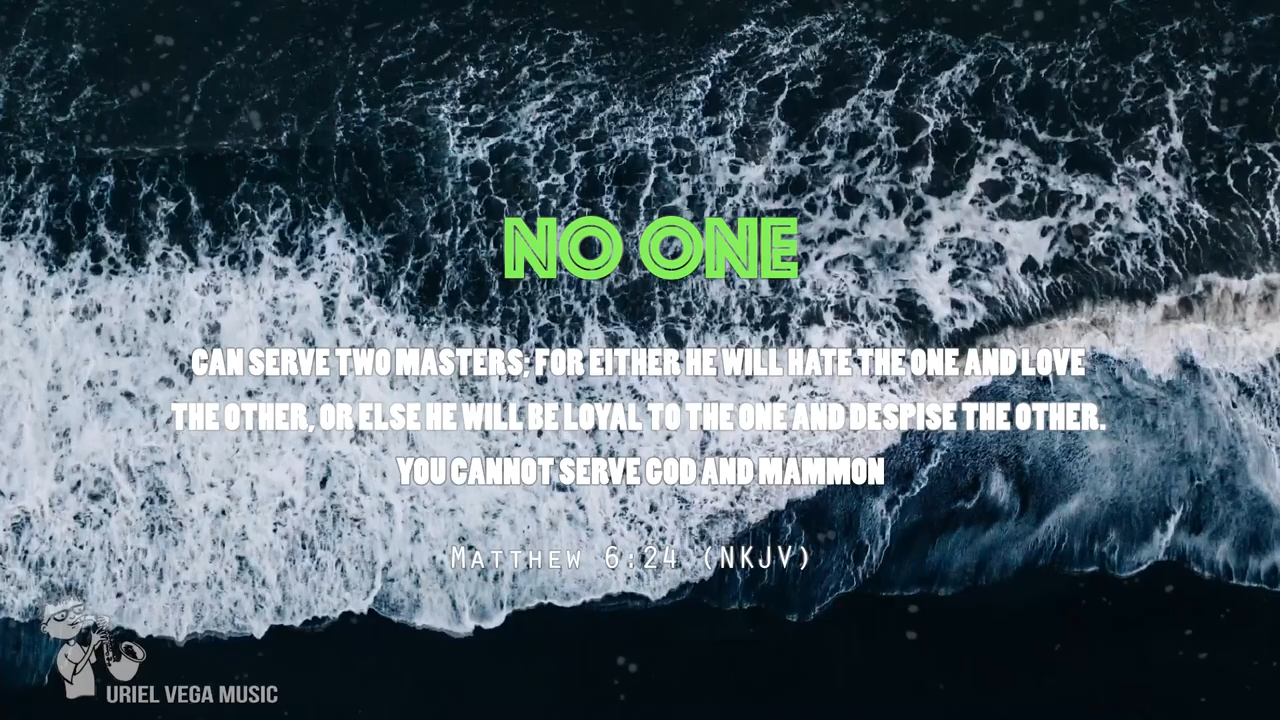 NO ONE
CAN SERVE TWO MASTERS; FOR EITHER HE WILL HATE THE ONE AND LOVE
THE OTHER, OR ELSE HE WILL BE LOYAL TO THE ONE AND DESPISE THE OTHER.
YOU CANNOT SERVE GOD AND MAMMON
MATTHEW 6:24 (NKJV)
URIEL VEGA MUSIC